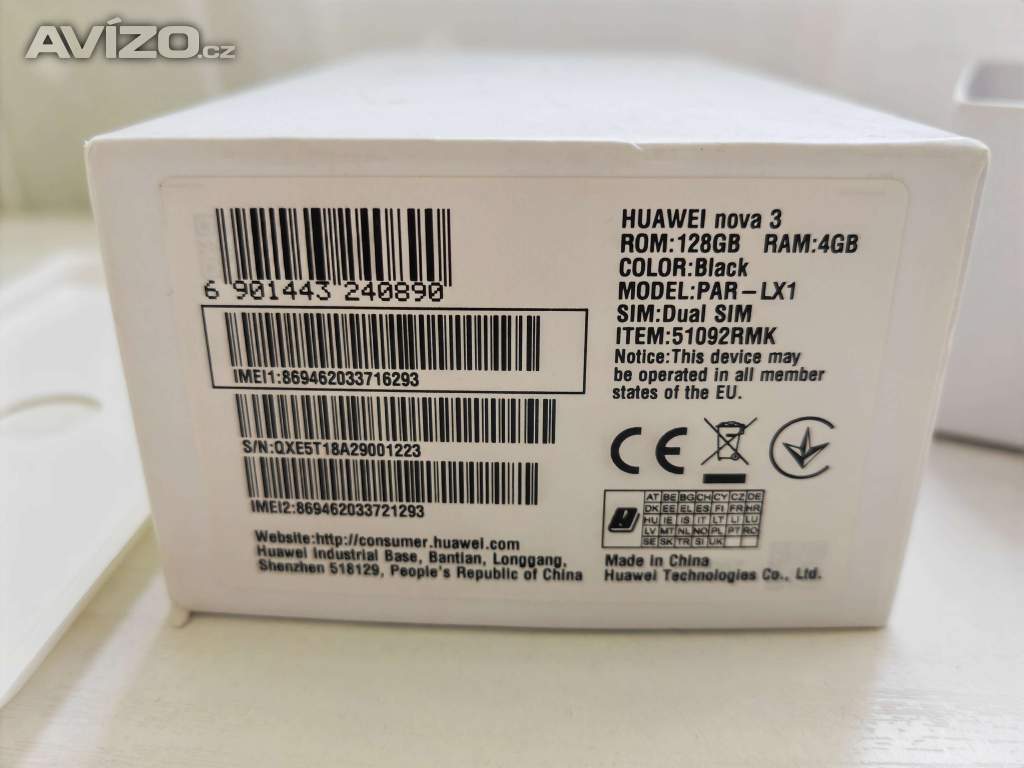 AVÍZO.cz
6 901443 240890
IMEI1:869462033716293
S/N:QXE5T18A29001223
IMEI2:869462033721293
Website:http://consumer.huawei.com
Huawei Industrial Base, Bantian, Longgang,
Shenzhen 518129, People's Republic of China
HUAWEI nova 3
ROM:128GB RAM:4GB
COLOR:Black
MODEL:PAR-LX1
SIM:Dual SIM
ITEM:51092RMK
Notice:This device may
be operated in all member
states of the EU.
CE
AT BE BG CH CY CZ DE
DK EE EL ES FI FR HR
HU IE IS IT LT LI LU
LV MT NL NO PL PT RO
SE SK TR SI UK
Made in China
Huawei Technologies Co., Ltd.